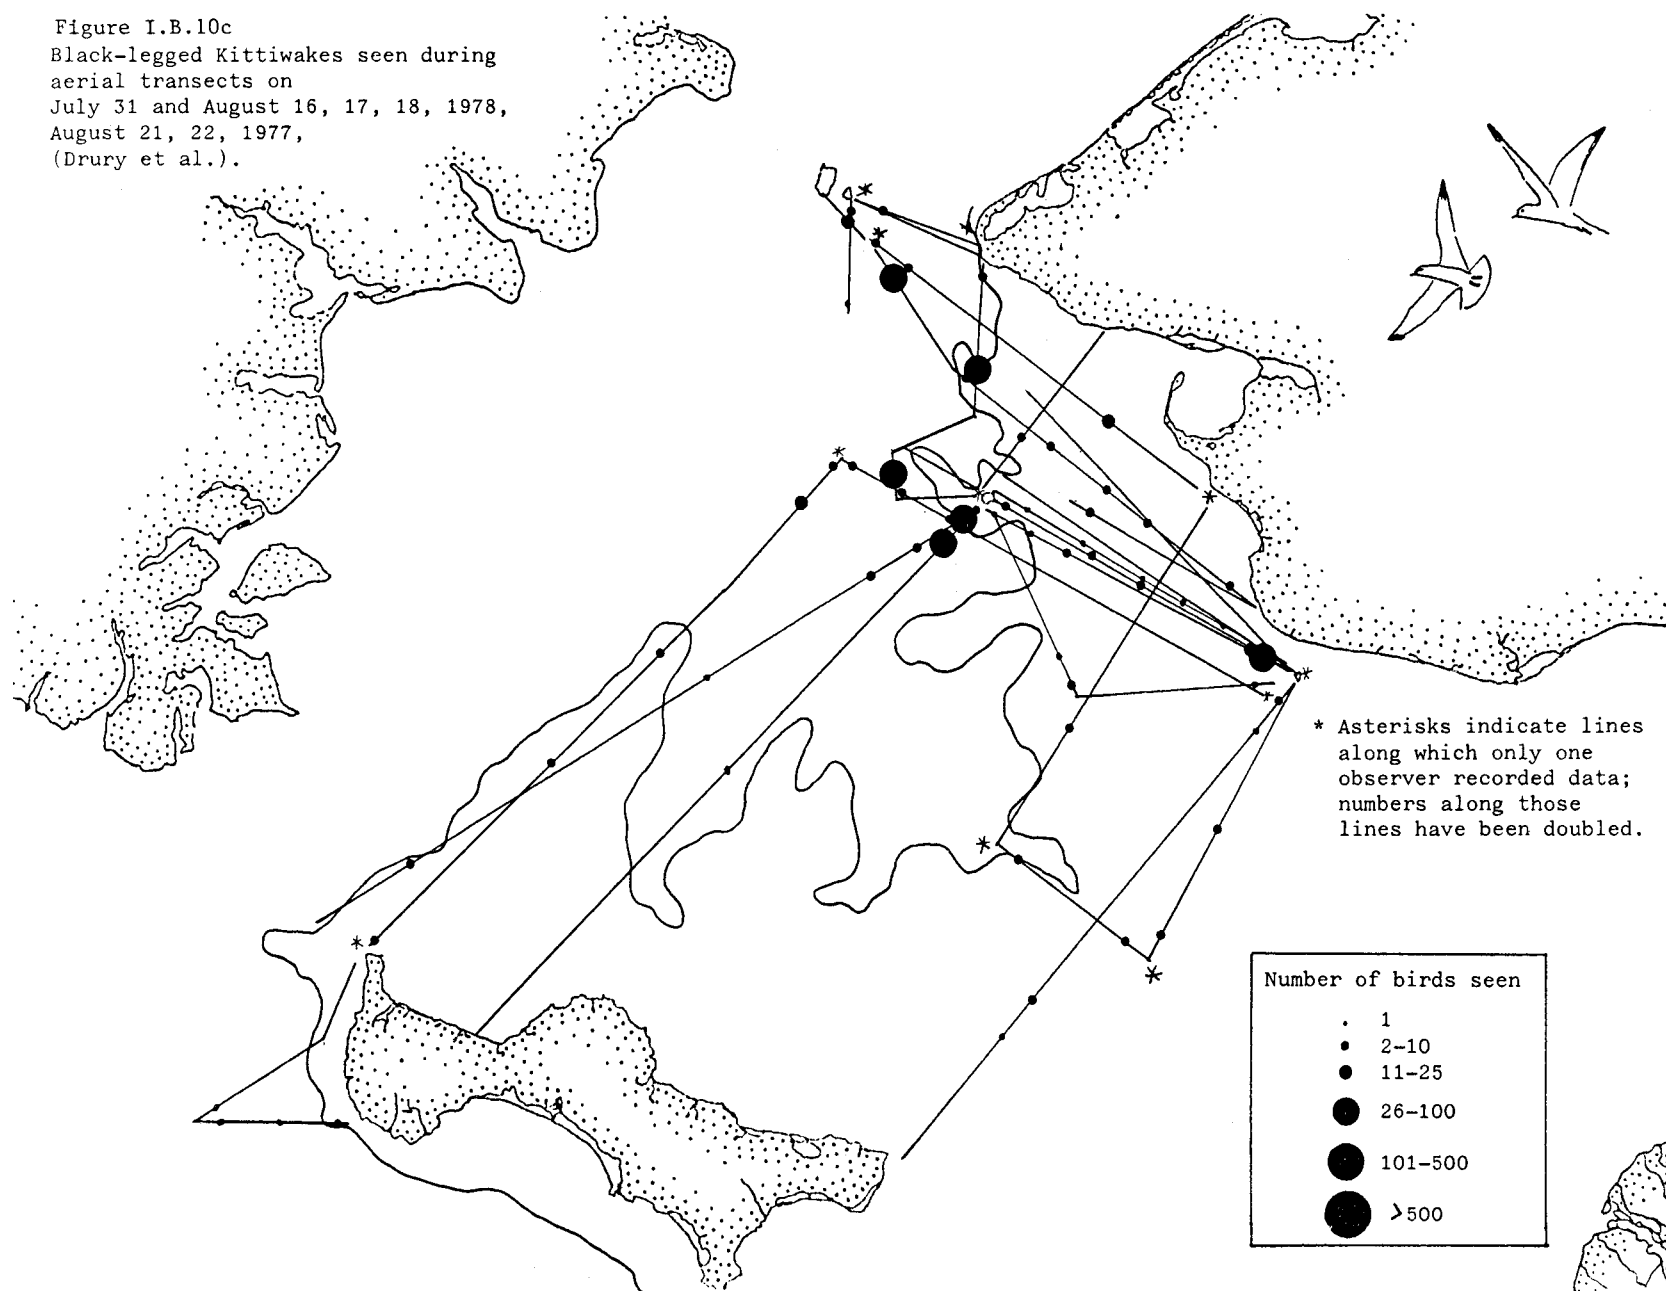 Figure I.B.10c
Black-legged Kittiwakes seen during
aerial transects on
July 31 and August 16, 17, 18, 1978,
August 21, 22, 1977,
(Drury et al.).
* Asterisks indicate lines
along which only one
observer recorded data;
numbers along those
lines have been doubled.
Number of birds seen
1
2-10
11-25
26-100
101-500
>500